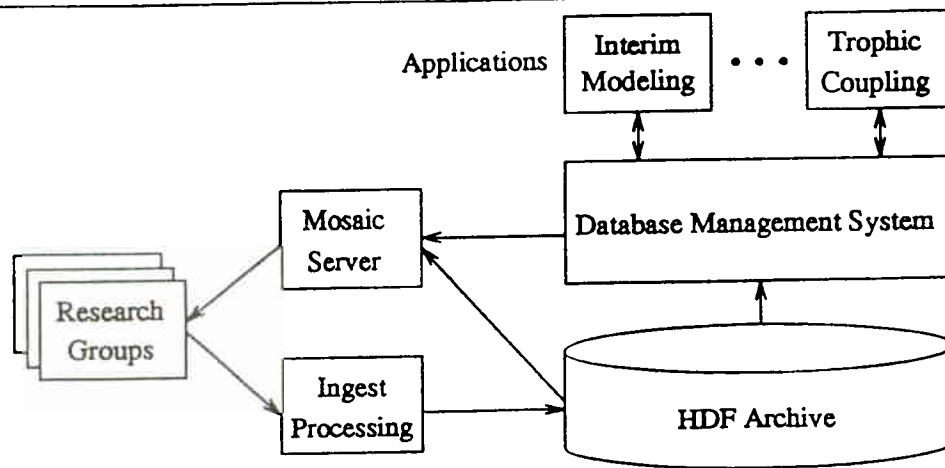 Applications
Interim
Modeling
Trophic
Coupling
Mosaic
Server
Database Management System
Research
Groups
Ingest
Processing
HDF Archive